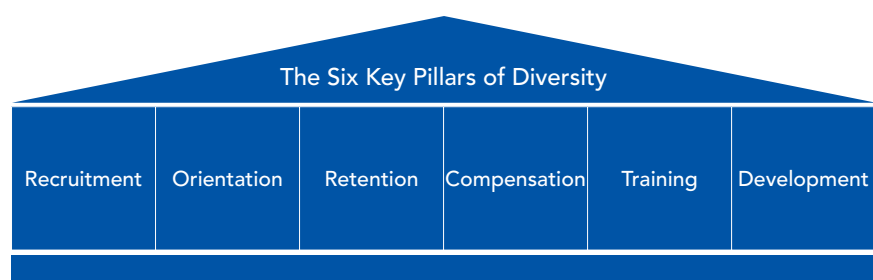 The Six Key Pillars of Diversity
Recruitment Orientation Retention Compensation Training Development